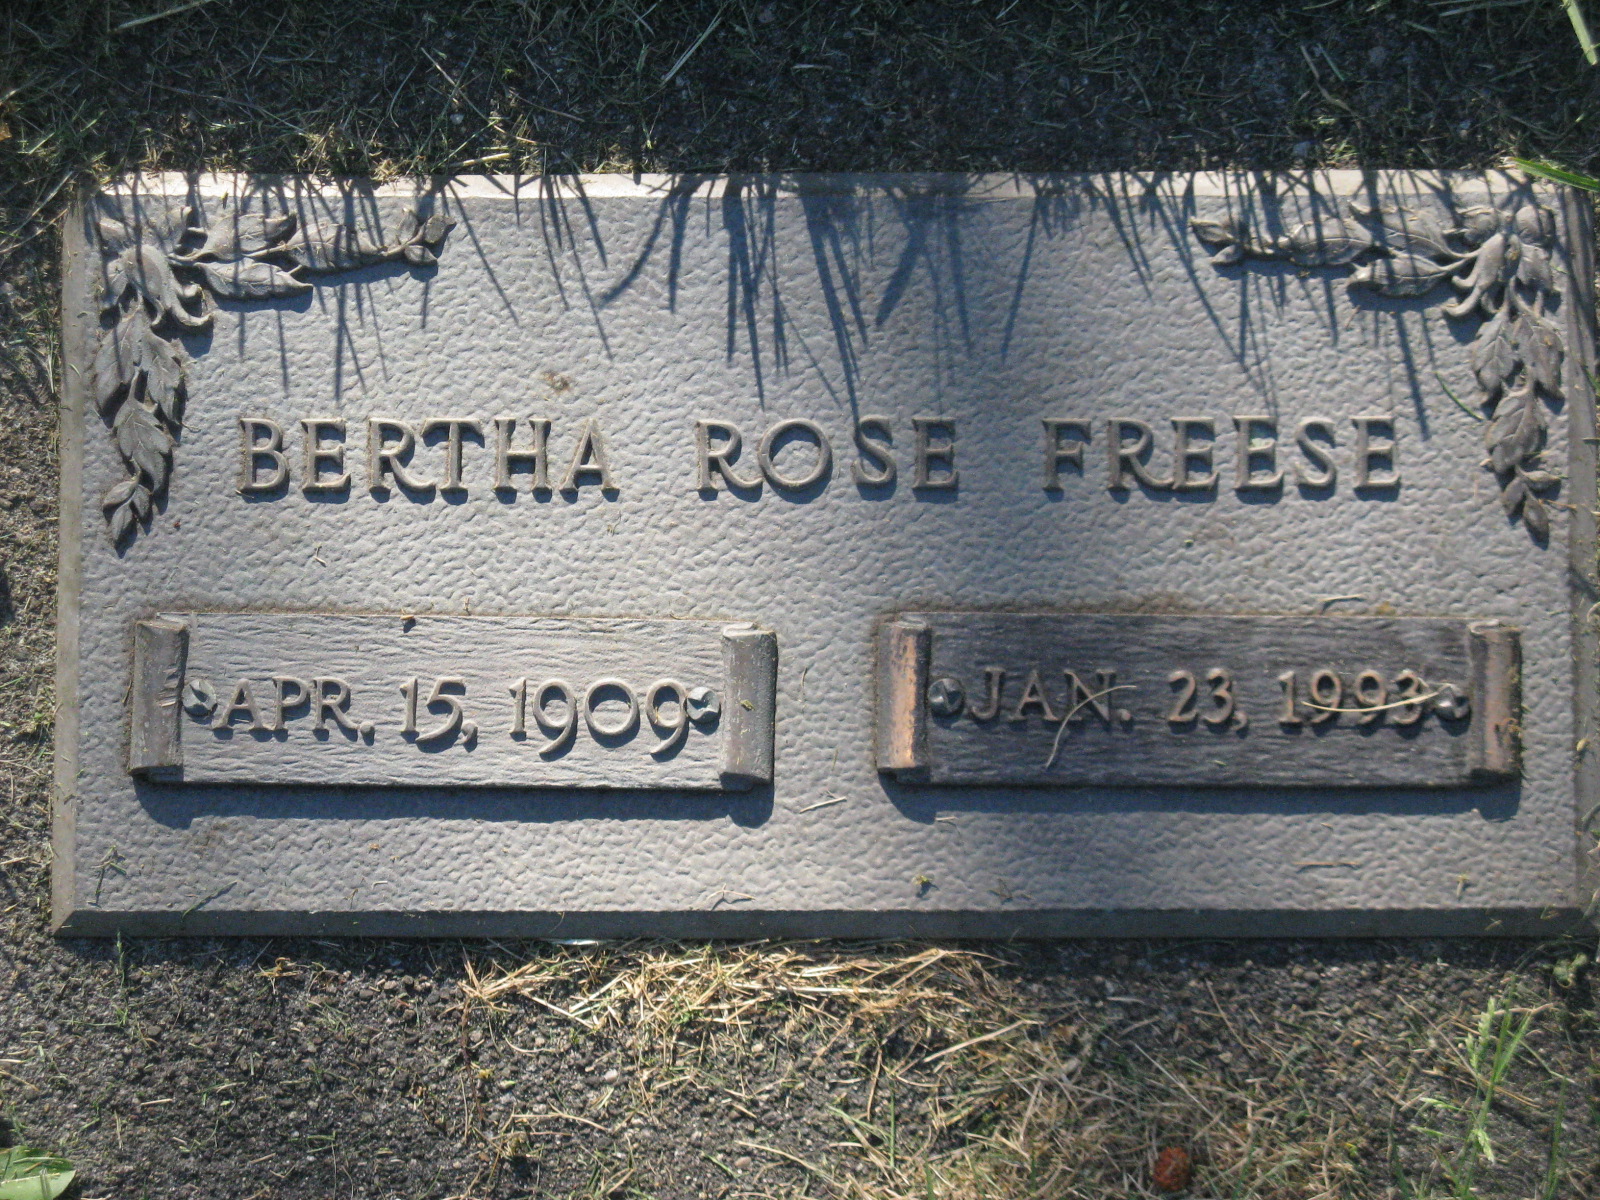 BERTHA ROSE FREESE
APR. 15, 1909
JAN. 23, 1993